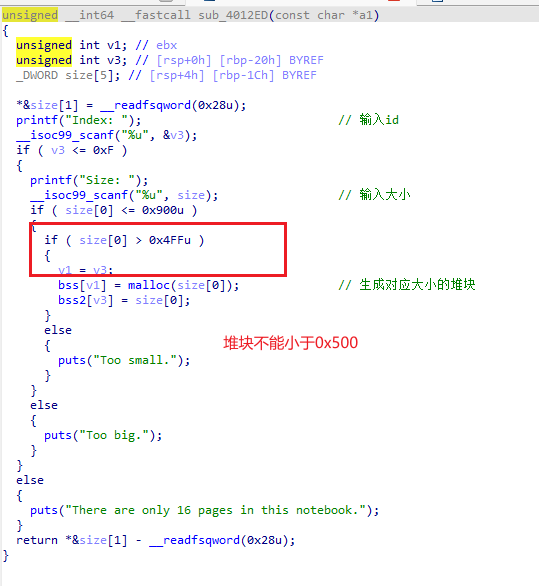 unsigned __int64 __fastcall sub_4012ED(const char *a1)
{
  unsigned int v1; // ebx
  unsigned int v3; // [rsp+0h] [rbp-20h] BYREF
  _DWORD size[5]; // [rsp+4h] [rbp-1Ch] BYREF

  *&size[1] = __readfsqword(0x28u);
  printf("Index: "); // 输入id
  __isoc99_scanf("%u", &v3);
  if ( v3 <= 0xF )
  {
    printf("Size: ");
    __isoc99_scanf("%u", size); // 输入大小
    if ( size[0] <= 0x900u )
    {
      if ( size[0] > 0x4FFu )
      {
        v1 = v3;
        bss[v1] = malloc(size[0]); // 生成对应大小的堆块
        bss2[v3] = size[0];
      }
      else
      {
堆块不能小于0x500
        puts("Too small.");
      }
    }
    else
    {
      puts("Too big.");
    }
  }
  else
  {
    puts("There are only 16 pages in this notebook.");
  }
  return *&size[1] - __readfsqword(0x28u);
}